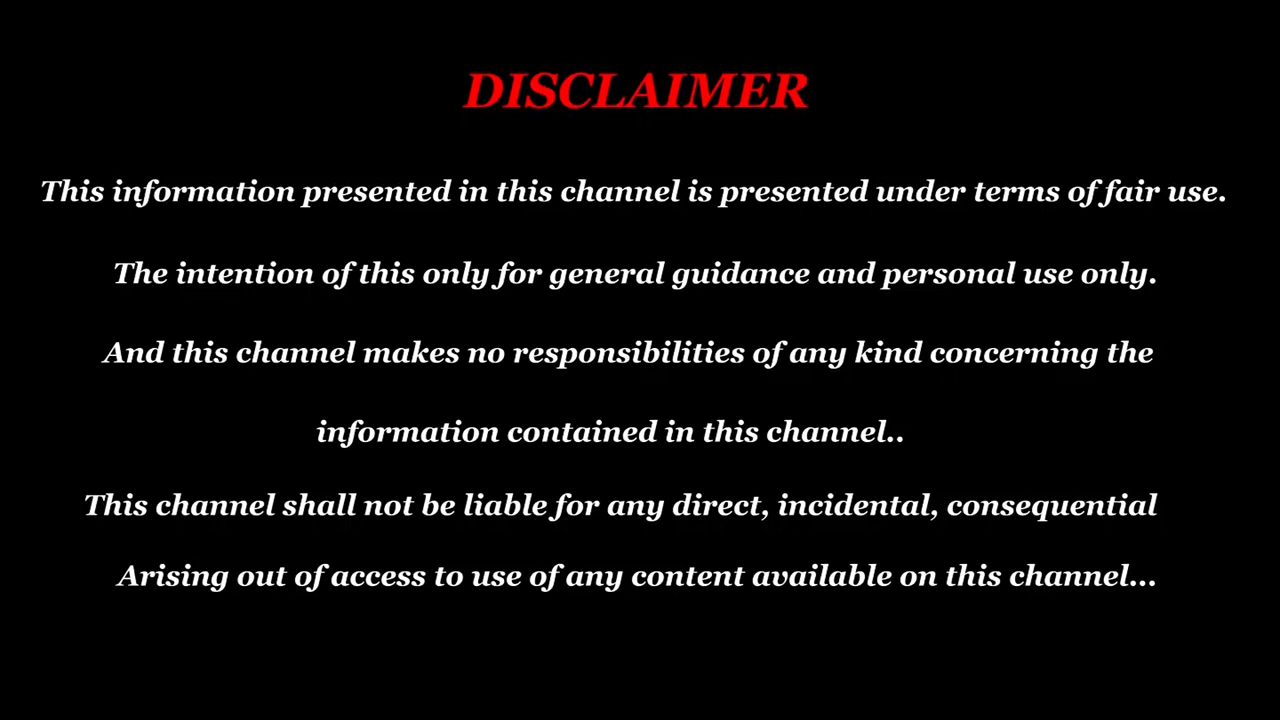 DISCLAIMER
This information presented in this channel is presented under terms of fair use.
The intention of this only for general guidance and personal use only.
And this channel makes no responsibilities of any kind concerning the
information contained in this channel..
This channel shall not be liable for any direct, incidental, consequential
Arising out of access to use of any content available on this channel...